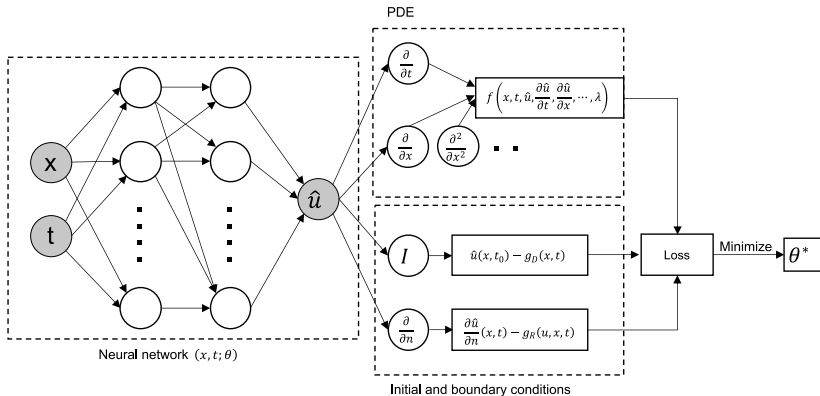 PDE
∂/∂t
f(x, t, û, ∂û/∂t, ∂û/∂x, ⋯, λ)
x
∂/∂x
∂²/∂x²
t
û
I
û(x, t₀) − g_D(x, t)
Loss
Minimize
θ*
∂/∂n
∂û/∂n (x, t) − g_R(u, x, t)
Neural network (x, t; θ)
Initial and boundary conditions